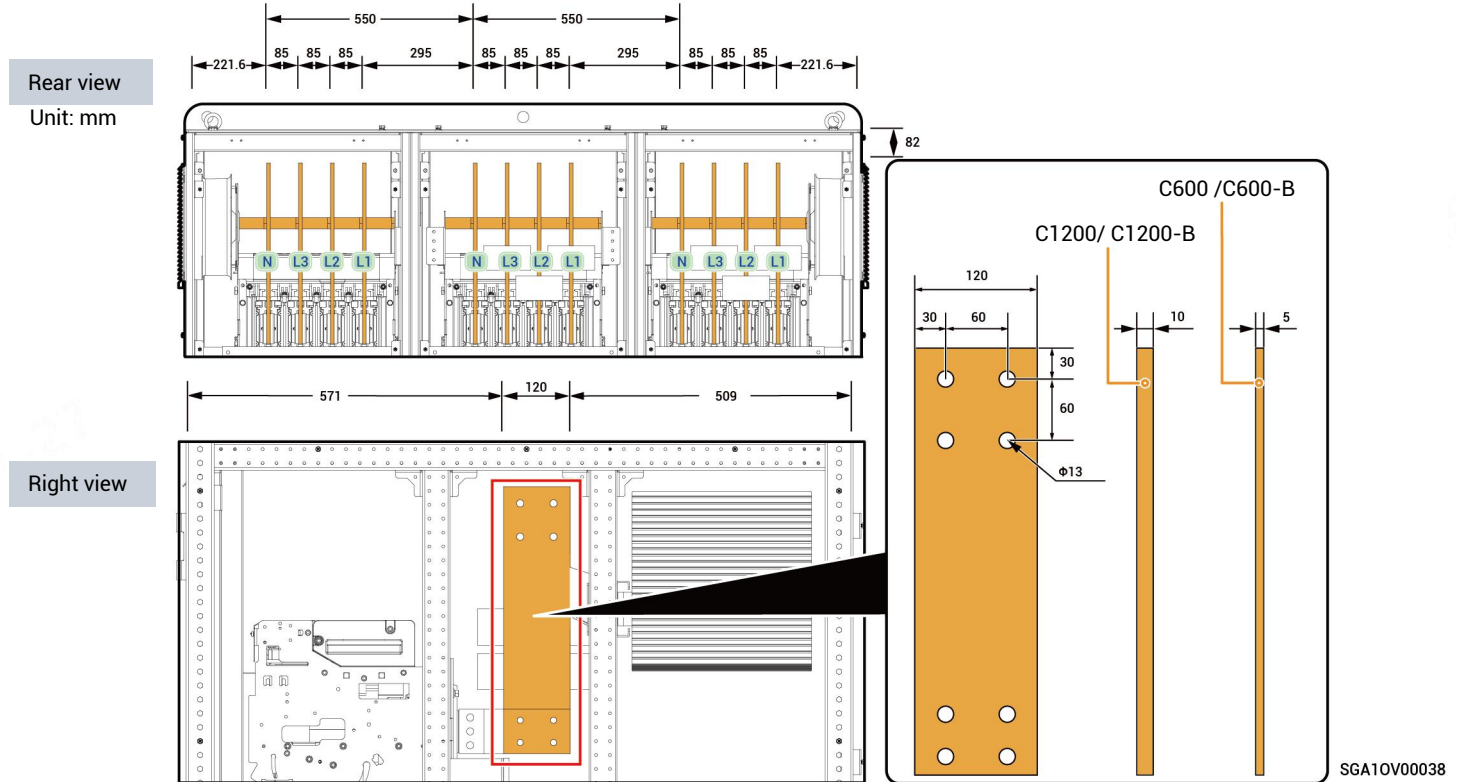 550 550
221.6 85 85 85 295 85 85 85 295 85 85 85 221.6
Rear view
Unit: mm
82
N L3 L2 L1 N L3 L2 L1 N L3 L2 L1
571 120 509
Right view
C600 /C600-B
C1200/ C1200-B
120
30 60
10
5
30
60
Φ13
SGA1OV00038